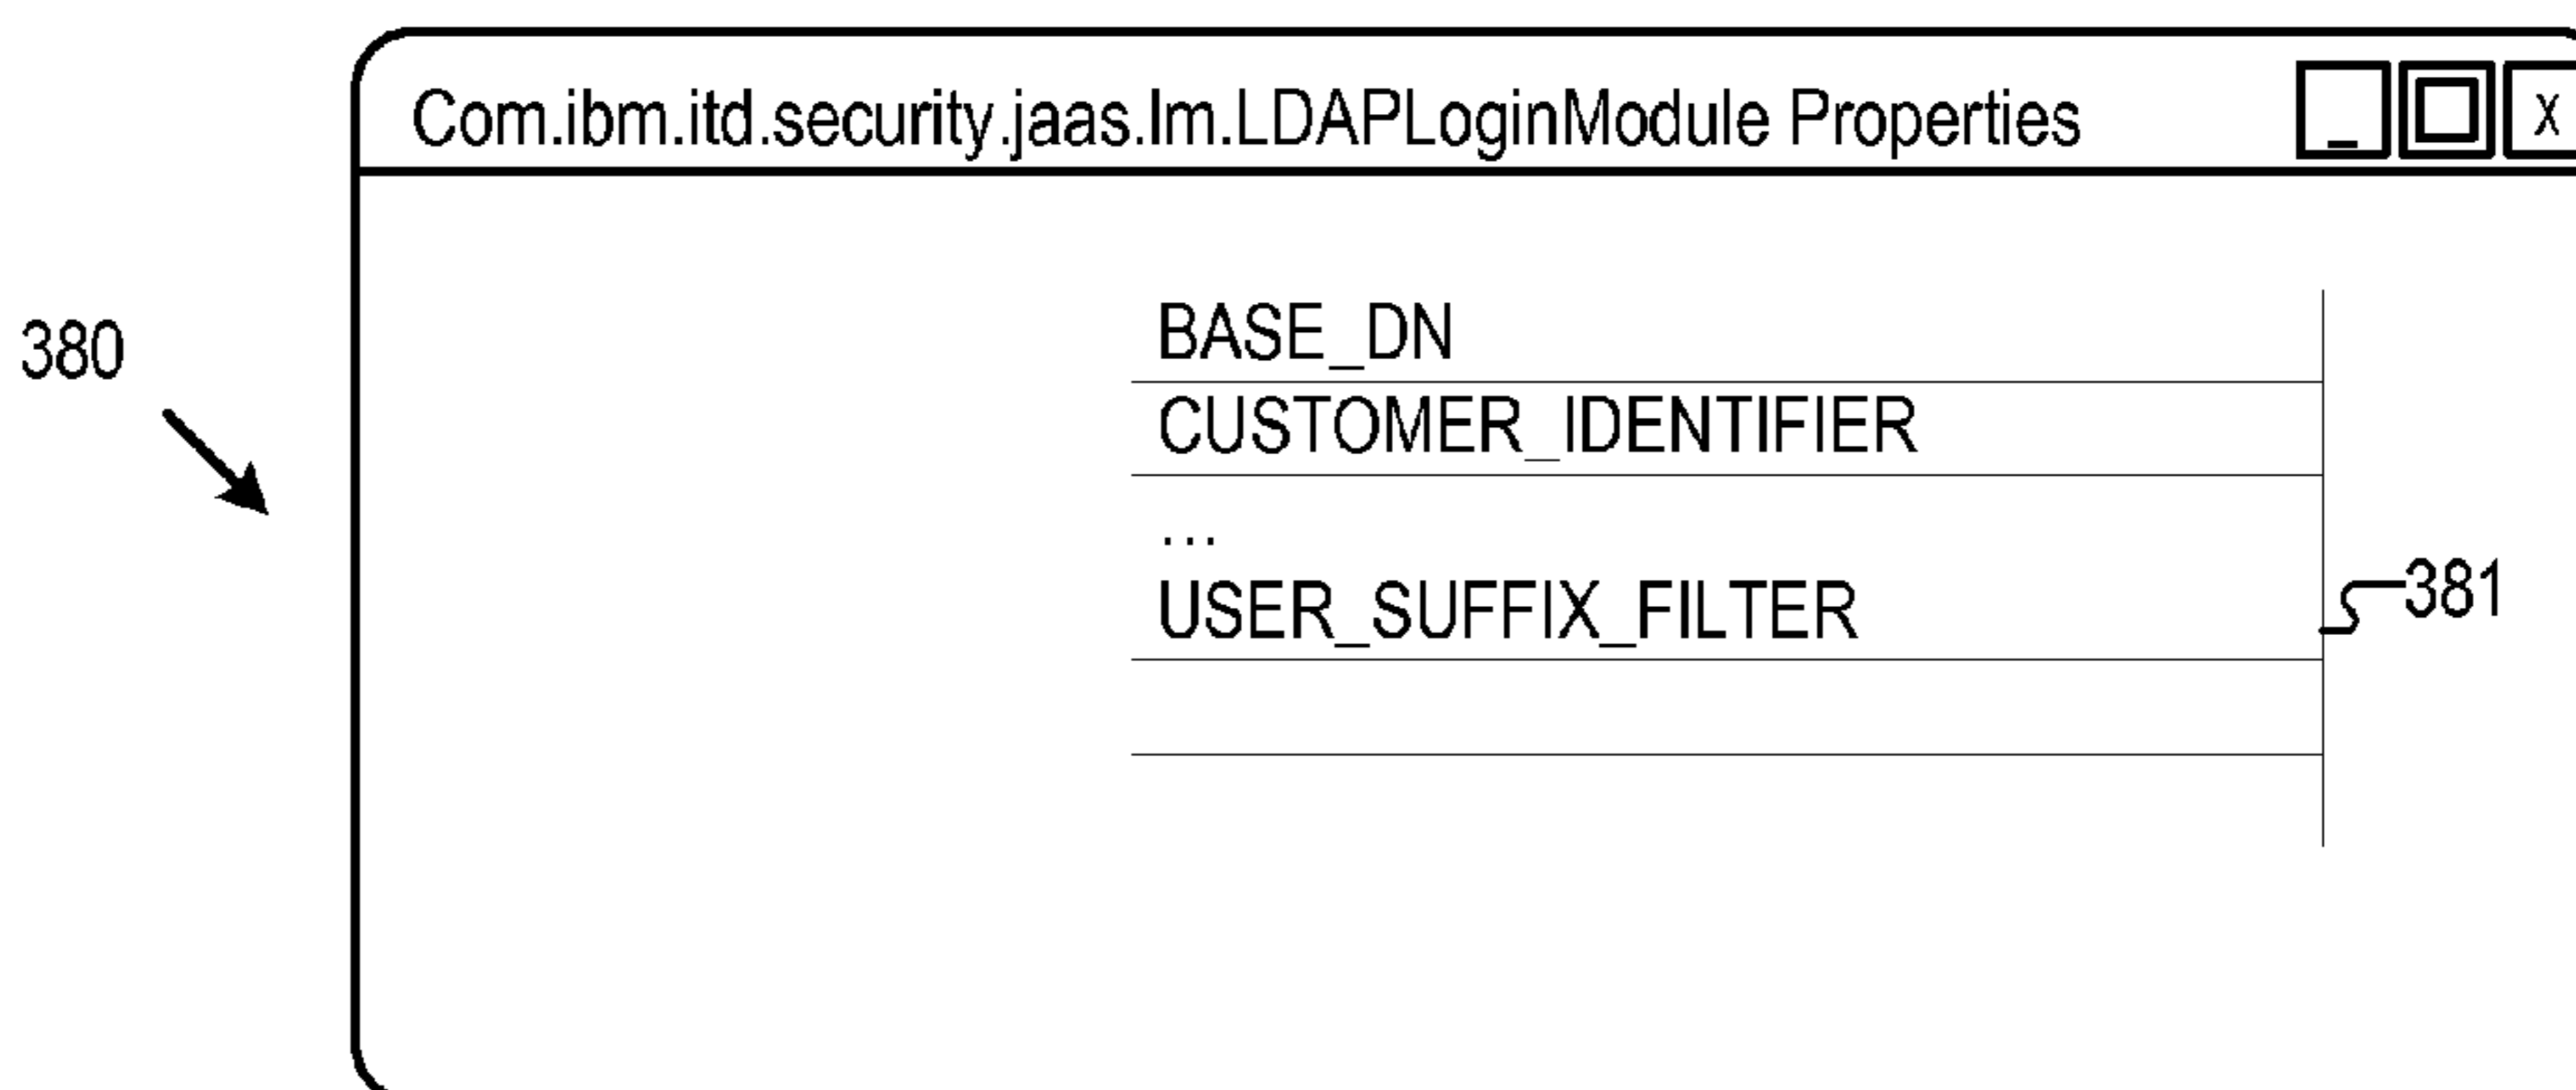 Com.ibm.itd.security.jaas.lm.LDAPLoginModule Properties
_ X
380
BASE_DN
CUSTOMER_IDENTIFIER
...
USER_SUFFIX_FILTER
381